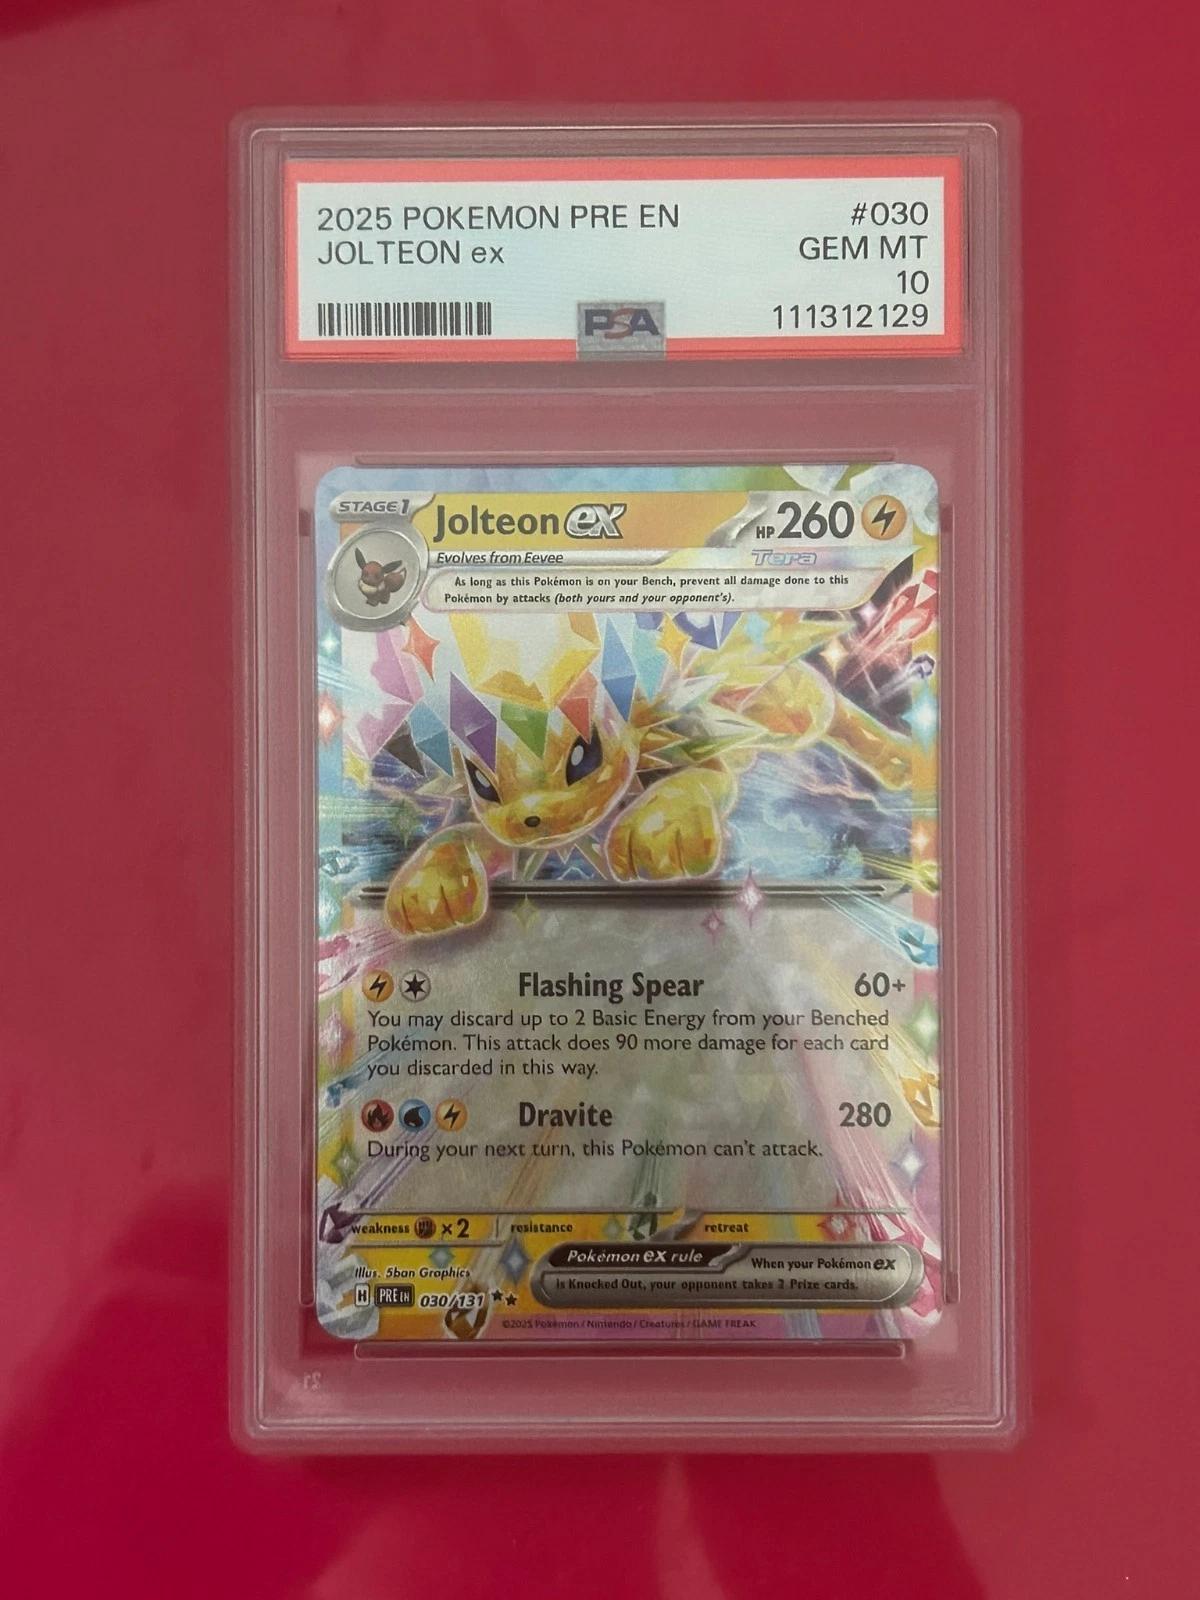 2025 POKEMON PRE EN #030
JOLTEON ex GEM MT
10
PSA 111312129
STAGE 1 Jolteon ex HP 260
Evolves from Eevee Tera
As long as this Pokémon is on your Bench, prevent all damage done to this
Pokémon by attacks (both yours and your opponent's).
Flashing Spear 60+
You may discard up to 2 Basic Energy from your Benched
Pokémon. This attack does 90 more damage for each card
you discarded in this way.
Dravite 280
During your next turn, this Pokémon can't attack.
weakness ×2 resistance retreat
Pokémon ex rule When your Pokémon ex
is Knocked Out, your opponent takes 2 Prize cards.
Illus. 5ban Graphics
H PRE EN 030/131
©2025 Pokémon / Nintendo / Creatures / GAME FREAK
21